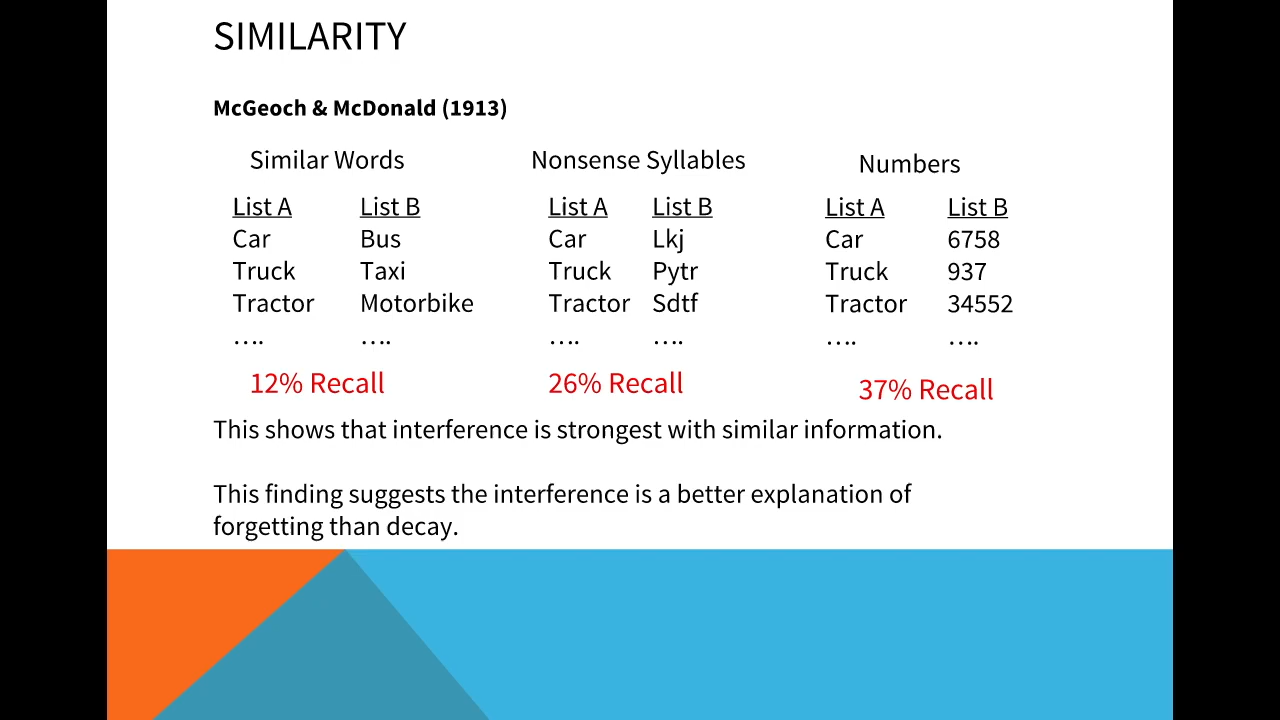 SIMILARITY
McGeoch & McDonald (1913)
Similar Words
List A List B
Car Bus
Truck Taxi
Tractor Motorbike
.... ....
12% Recall
Nonsense Syllables
List A List B
Car Lkj
Truck Pytr
Tractor Sdtf
.... ....
26% Recall
Numbers
List A List B
Car 6758
Truck 937
Tractor 34552
.... ....
37% Recall
This shows that interference is strongest with similar information.
This finding suggests the interference is a better explanation of
forgetting than decay.